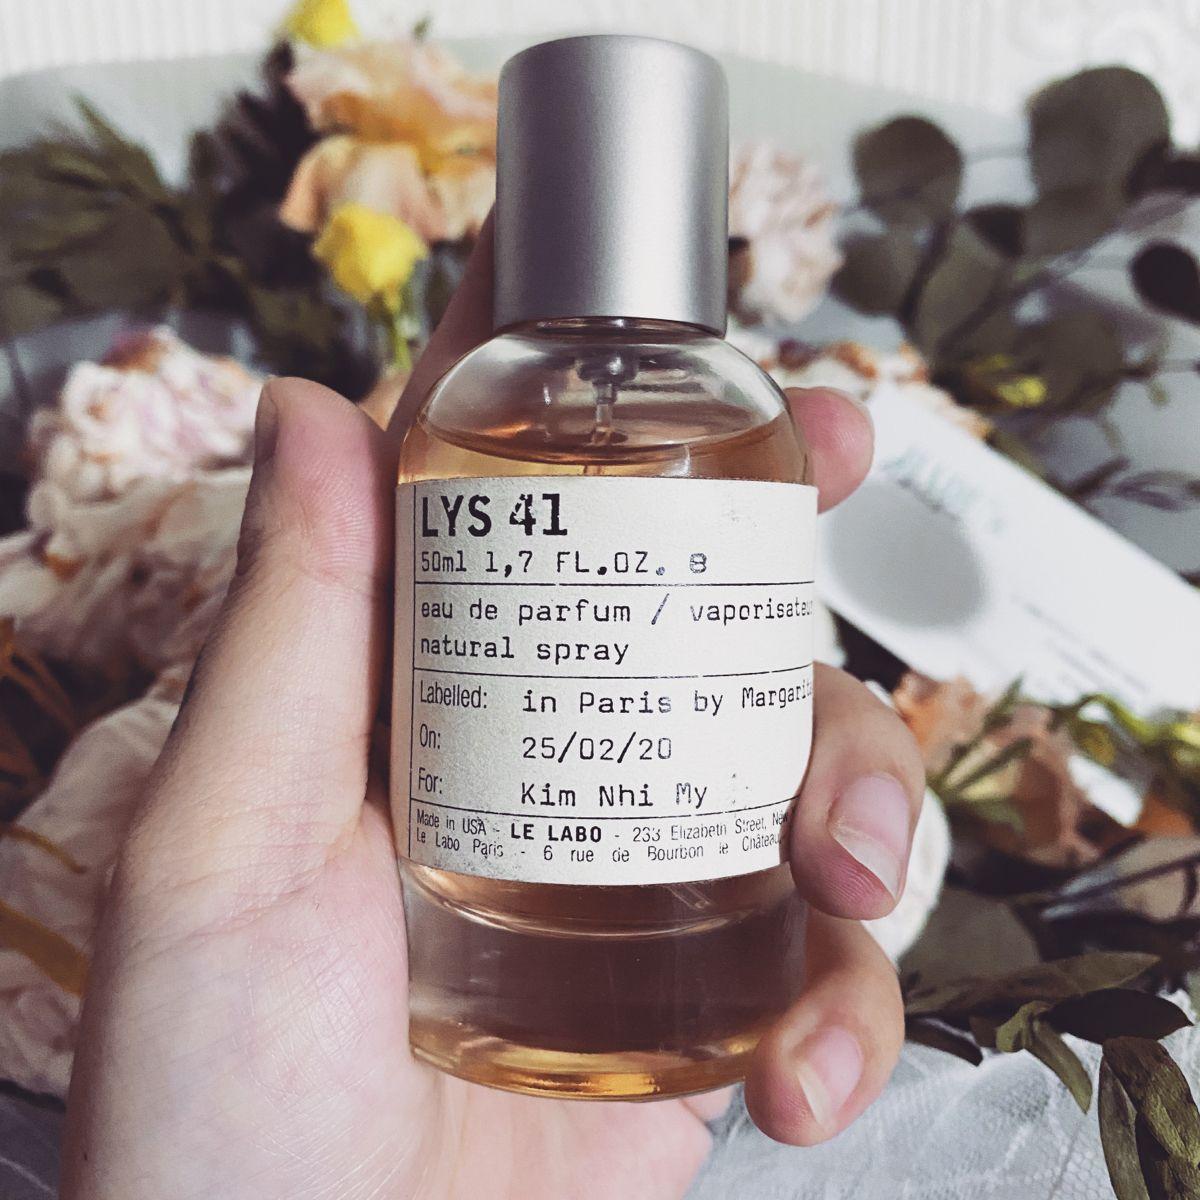 LYS 41
50ml 1,7 FL.OZ. e
eau de parfum / vaporisateur
natural spray
Labelled: in Paris by Margarit
On: 25/02/20
For: Kim Nhi My
Made in USA - LE LABO - 233 Elizabeth Street, New
Le Labo Paris - 6 rue de Bourbon le Château